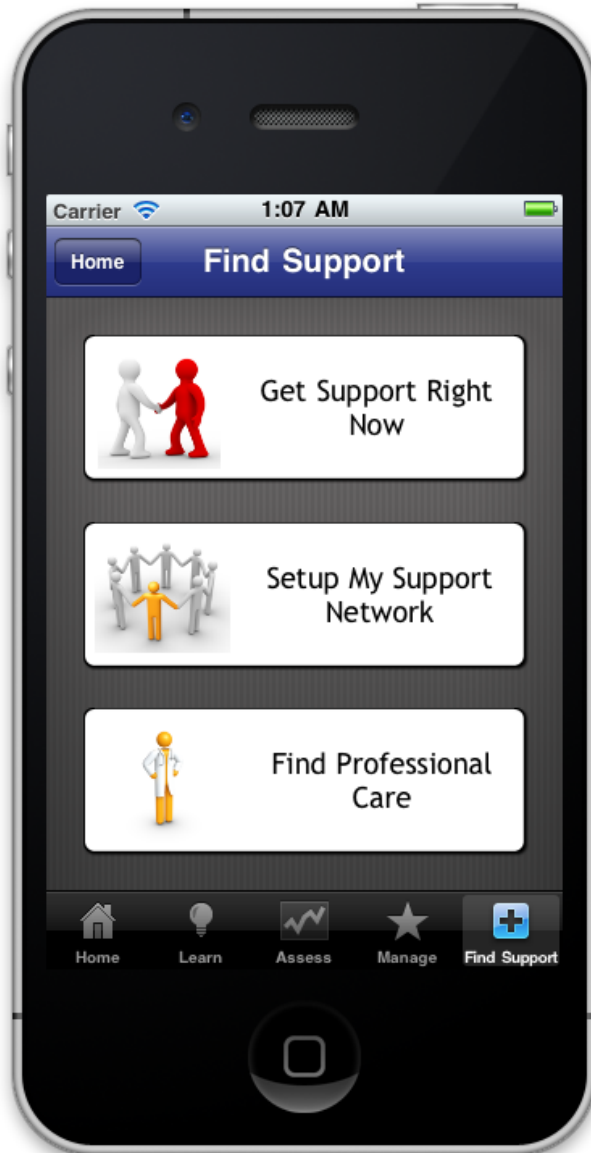 Carrier 1:07 AM
Home Find Support
Get Support Right
Now
Setup My Support
Network
Find Professional
Care
Home Learn Assess Manage Find Support